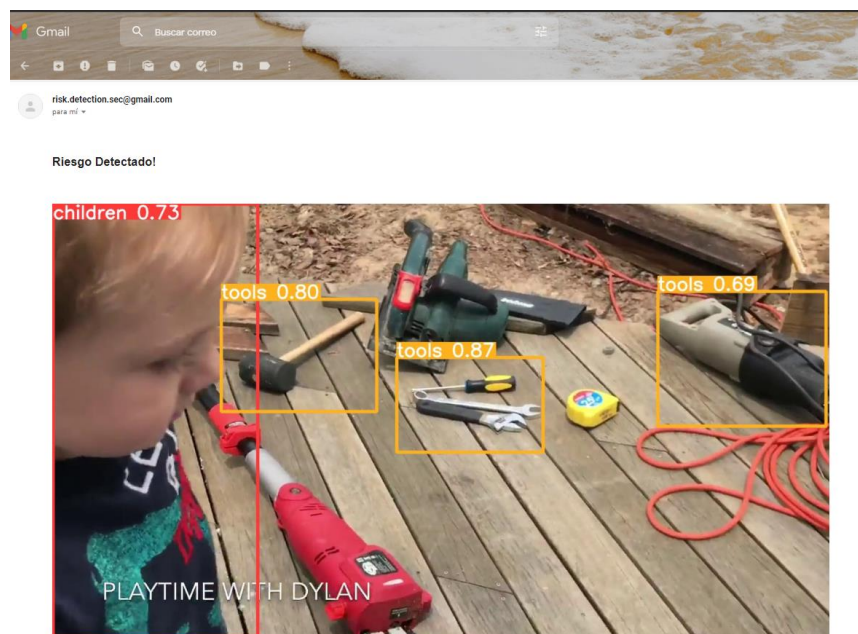 Gmail
Buscar correo
risk.detection.sec@gmail.com
para mí
Riesgo Detectado!
children 0.73
tools 0.80
tools 0.69
tools 0.87
25
PLAYTIME WITH DYLAN